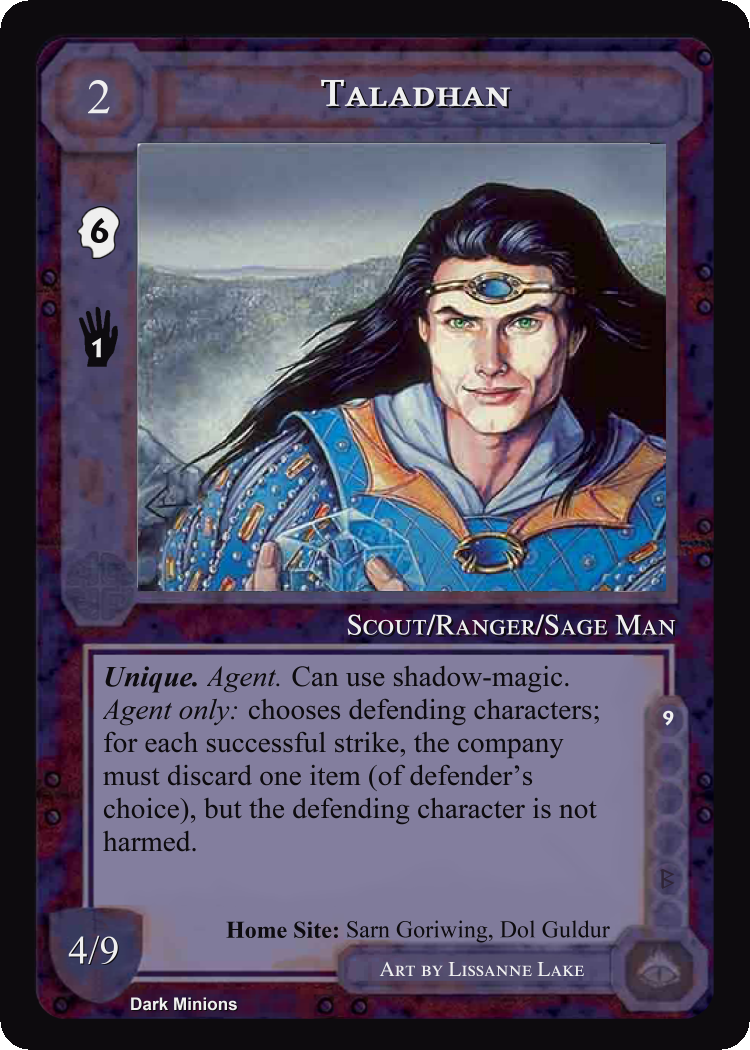 2
TALADHAN
6
1
SCOUT/RANGER/SAGE MAN
Unique. Agent. Can use shadow-magic.
Agent only: chooses defending characters;
for each successful strike, the company
must discard one item (of defender's
choice), but the defending character is not
harmed.
9
B
Home Site: Sarn Goriwing, Dol Guldur
4/9
ART BY LISSANNE LAKE
Dark Minions